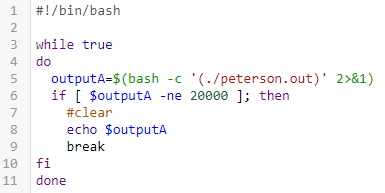 1 #!/bin/bash
2
3 while true
4 do
5 outputA=$(bash -c '(./peterson.out)' 2>&1)
6 if [ $outputA -ne 20000 ]; then
7 #clear
8 echo $outputA
9 break
10 fi
11 done